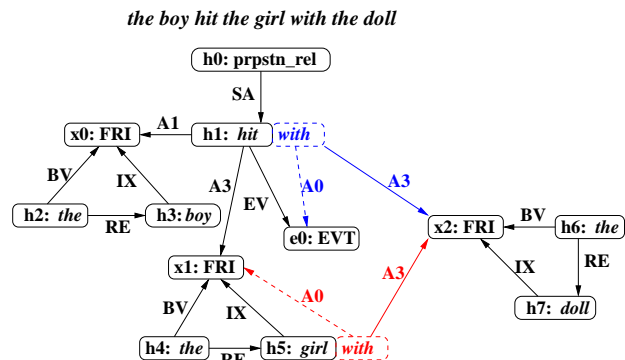 the boy hit the girl with the doll
h0: prpstn_rel
SA
x0: FRI
A1
h1: hit
with
BV
IX
A3
EV
A0
A3
h2: the
RE
h3: boy
e0: EVT
x2: FRI
BV
h6: the
x1: FRI
A0
A3
IX
RE
BV
IX
h7: doll
h4: the
RE
h5: girl
with